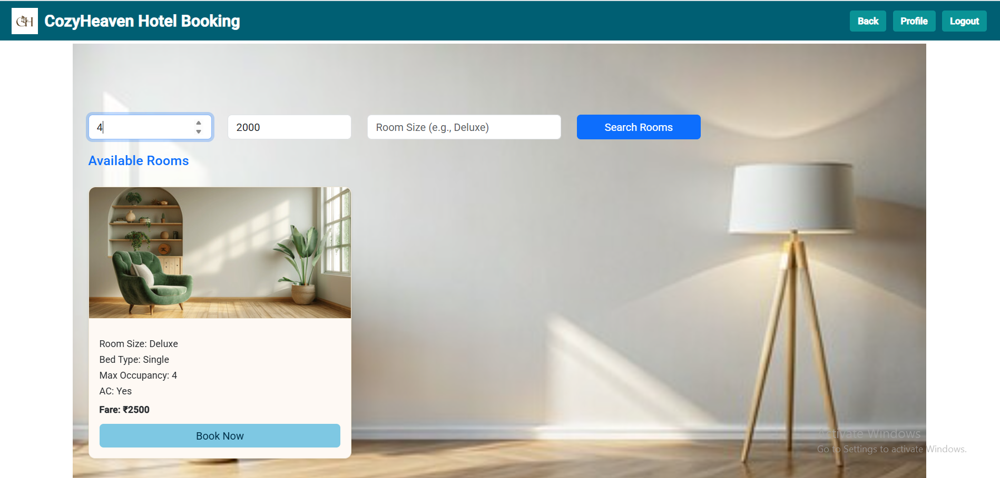 CH CozyHeaven Hotel Booking
Back Profile Logout
4 2000 Room Size (e.g., Deluxe) Search Rooms
Available Rooms
Room Size: Deluxe
Bed Type: Single
Max Occupancy: 4
AC: Yes
Fare: ₹2500
Book Now
Activate Windows
Go to Settings to activate Windows.